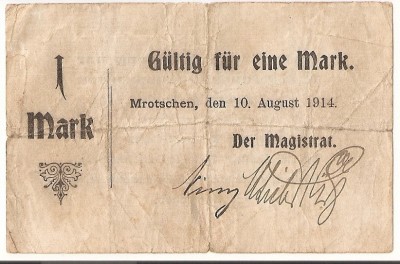 1
Mark
Gültig für eine Mark.
Mrotschen, den 10. August 1914.
Der Magistrat.